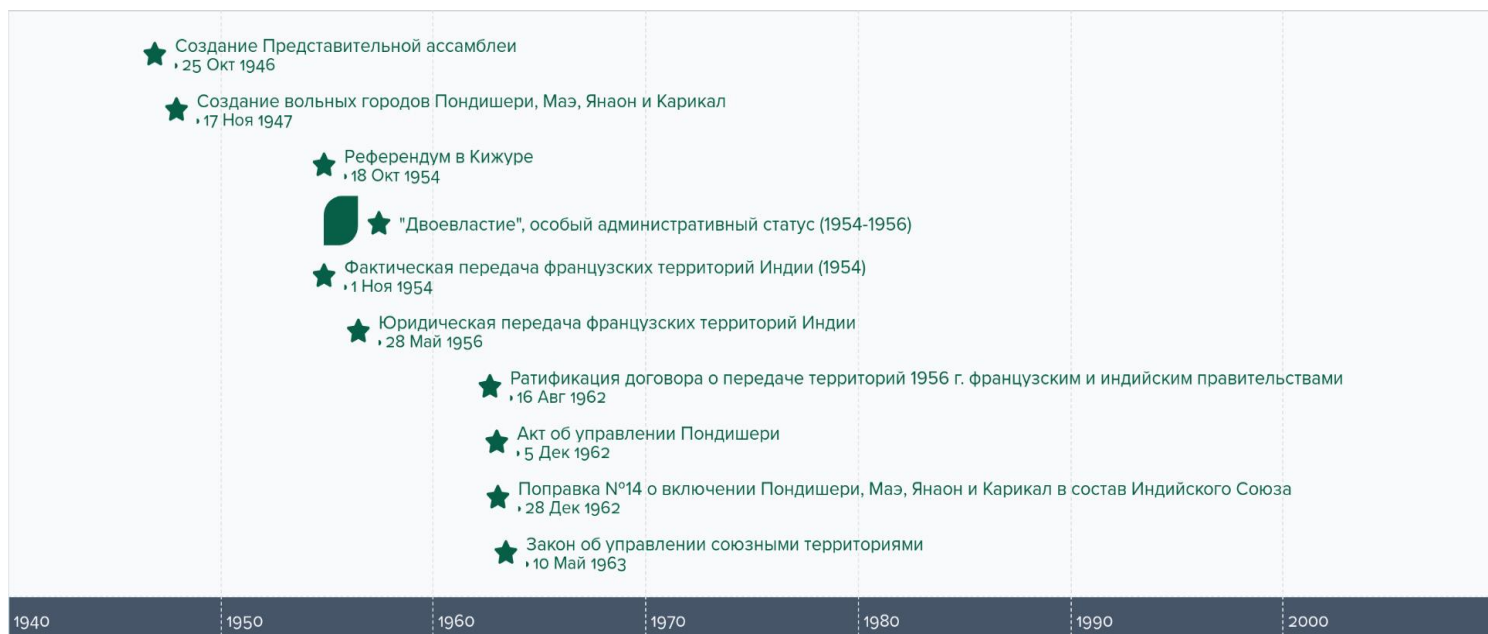 Создание Представительной ассамблеи
25 Окт 1946
Создание вольных городов Пондишери, Маэ, Янаон и Карикал
17 Ноя 1947
Референдум в Кижуре
18 Окт 1954
"Двоевластие", особый административный статус (1954-1956)
Фактическая передача французских территорий Индии (1954)
1 Ноя 1954
Юридическая передача французских территорий Индии
28 Май 1956
Ратификация договора о передаче территорий 1956 г. французским и индийским правительствами
16 Авг 1962
Акт об управлении Пондишери
5 Дек 1962
Поправка №14 о включении Пондишери, Маэ, Янаон и Карикал в состав Индийского Союза
28 Дек 1962
Закон об управлении союзными территориями
10 Май 1963
1940 1950 1960 1970 1980 1990 2000